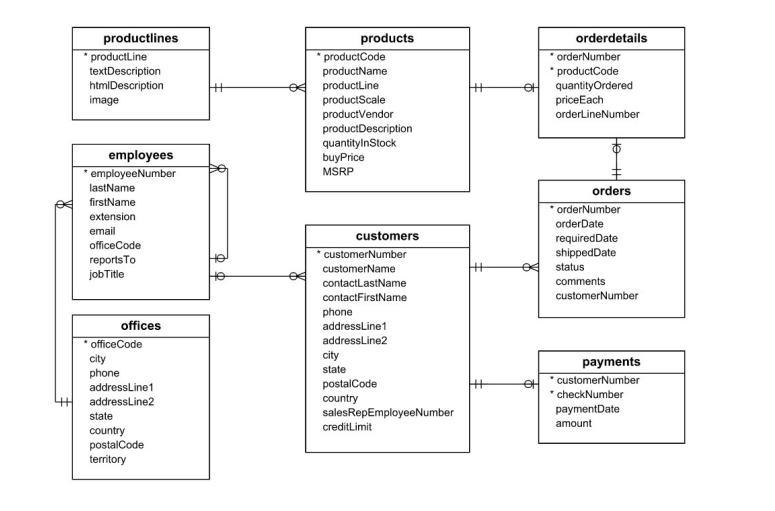 productlines
* productLine
textDescription
htmlDescription
image
products
* productCode
productName
productLine
productScale
productVendor
productDescription
quantityInStock
buyPrice
MSRP
orderdetails
* orderNumber
* productCode
quantityOrdered
priceEach
orderLineNumber
employees
* employeeNumber
lastName
firstName
extension
email
officeCode
reportsTo
jobTitle
customers
* customerNumber
customerName
contactLastName
contactFirstName
phone
addressLine1
addressLine2
city
state
postalCode
country
salesRepEmployeeNumber
creditLimit
orders
* orderNumber
orderDate
requiredDate
shippedDate
status
comments
customerNumber
offices
* officeCode
city
phone
addressLine1
addressLine2
state
country
postalCode
territory
payments
* customerNumber
* checkNumber
paymentDate
amount